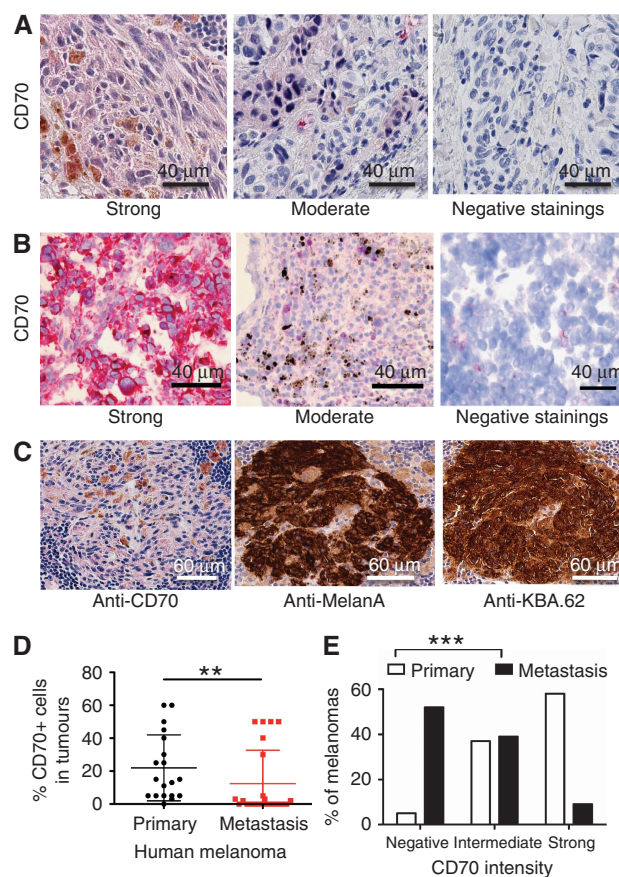 A
CD70
40 µm
40 µm
40 µm
Strong
Moderate
Negative stainings
B
CD70
40 µm
40 µm
40 µm
Strong
Moderate
Negative stainings
C
60 µm
60 µm
60 µm
Anti-CD70
Anti-MelanA
Anti-KBA.62
D
% CD70+ cells
in tumours
80
60
40
20
0
**
Primary
Metastasis
Human melanoma
E
***
Primary
Metastasis
% of melanomas
60
40
20
0
Negative
Intermediate
Strong
CD70 intensity